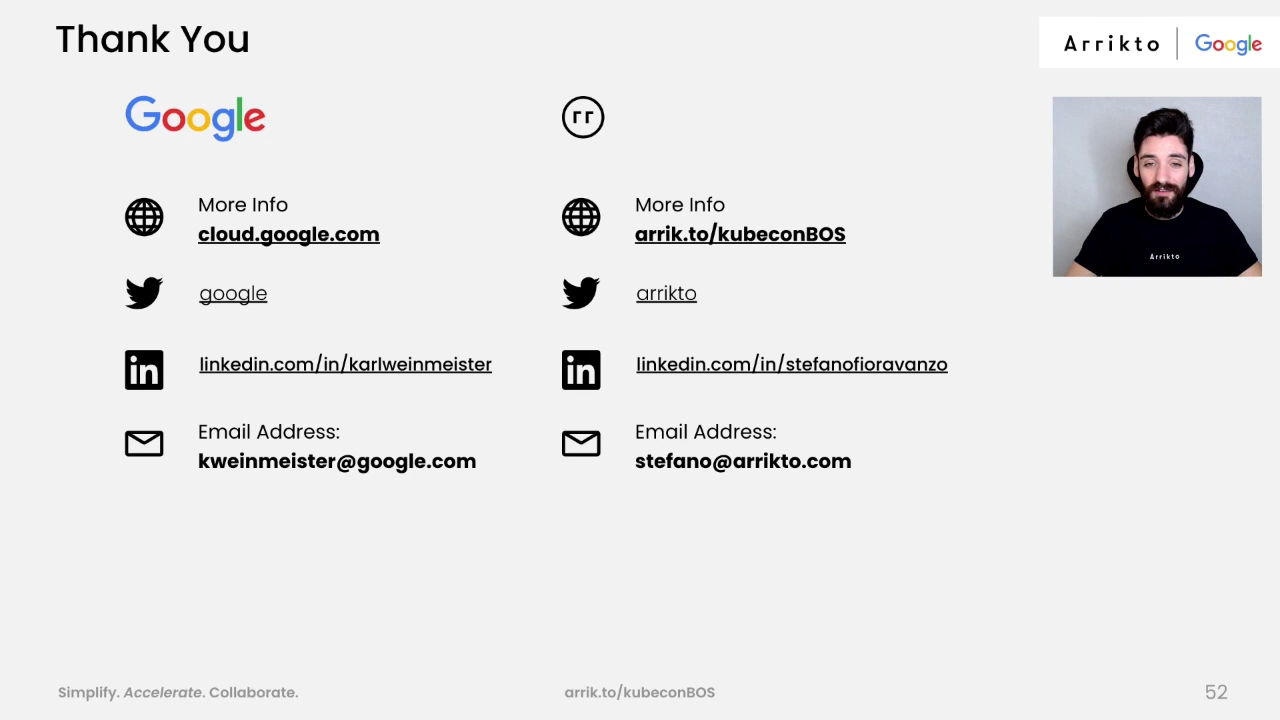 Thank You
Arrikto | Google
Google
More Info
cloud.google.com
google
linkedin.com/in/karlweinmeister
Email Address:
kweinmeister@google.com
rr
More Info
arrik.to/kubeconBOS
arrikto
linkedin.com/in/stefanofioravanzo
Email Address:
stefano@arrikto.com
Arrikto
Simplify. Accelerate. Collaborate.
arrik.to/kubeconBOS
52